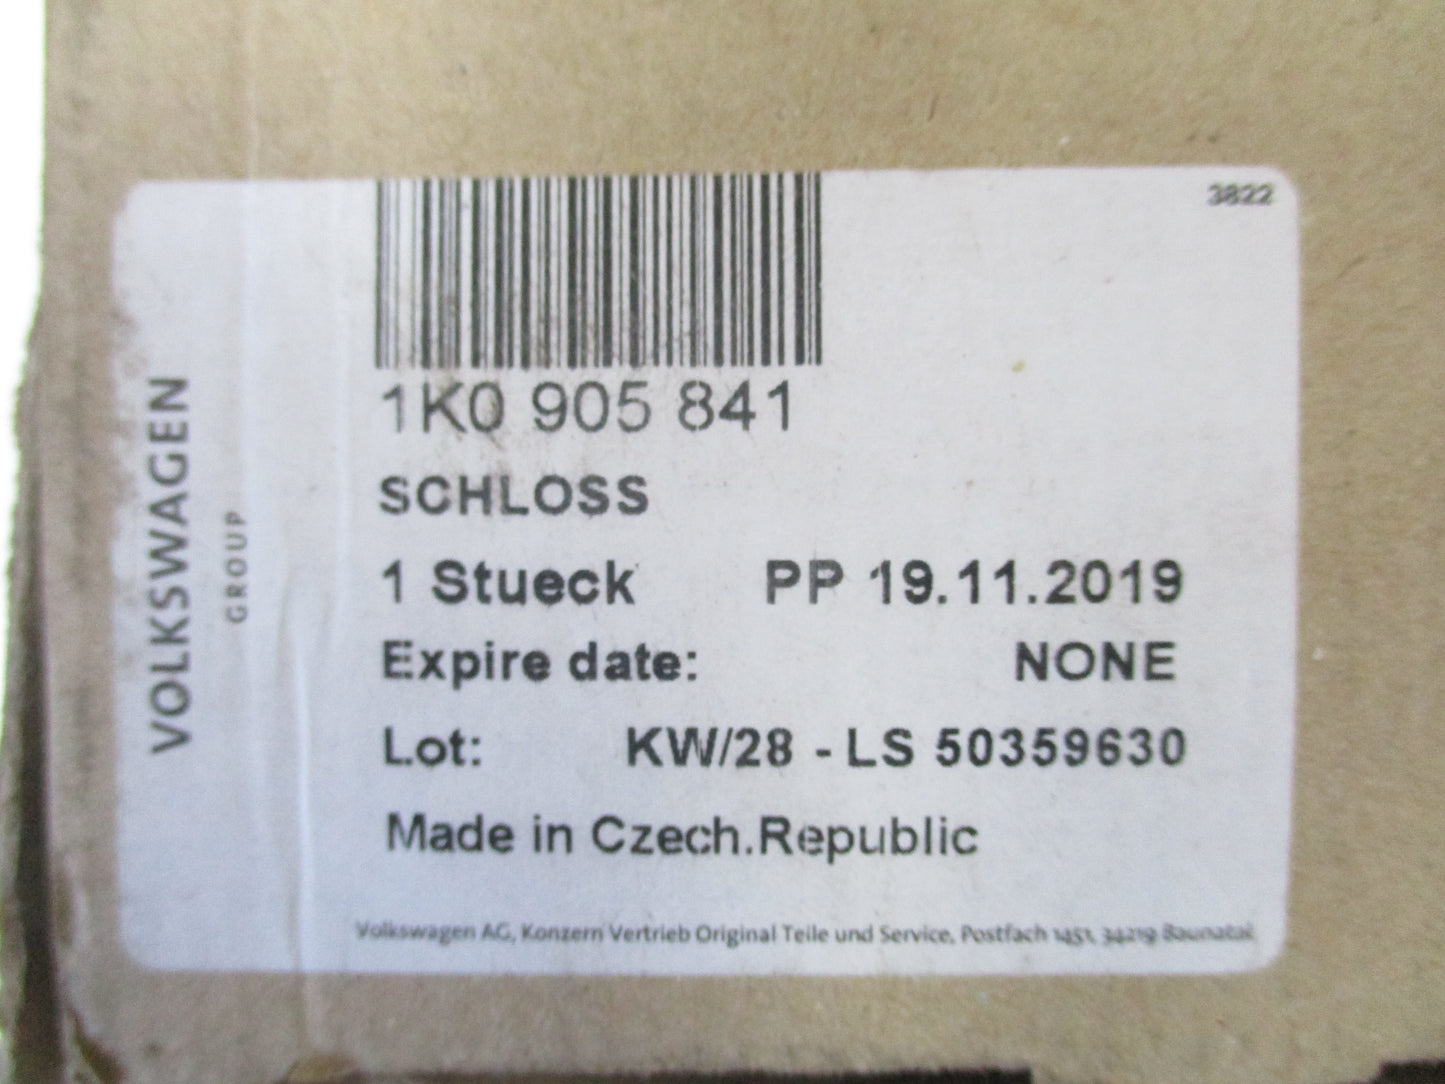 3822
VOLKSWAGEN
GROUP
1K0 905 841
SCHLOSS
1 Stueck PP 19.11.2019
Expire date: NONE
Lot: KW/28 - LS 50359630
Made in Czech.Republic
Volkswagen AG, Konzern Vertrieb Original Teile und Service, Postfach 1451, 34219 Baunatal